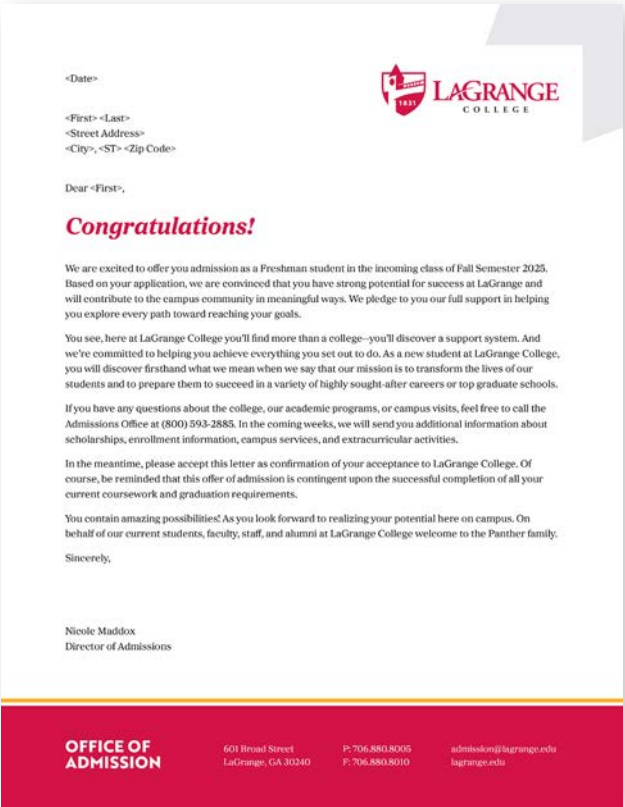 <Date>
1831
LAGRANGE
COLLEGE
<First> <Last>
<Street Address>
<City>, <ST> <Zip Code>
Dear <First>,
Congratulations!
We are excited to offer you admission as a Freshman student in the incoming class of Fall Semester 2025.
Based on your application, we are convinced that you have strong potential for success at LaGrange and
will contribute to the campus community in meaningful ways. We pledge to you our full support in helping
you explore every path toward reaching your goals.
You see, here at LaGrange College you'll find more than a college—you'll discover a support system. And
we're committed to helping you achieve everything you set out to do. As a new student at LaGrange College,
you will discover firsthand what we mean when we say that our mission is to transform the lives of our
students and to prepare them to succeed in a variety of highly sought-after careers or top graduate schools.
If you have any questions about the college, our academic programs, or campus visits, feel free to call the
Admissions Office at (800) 593-2885. In the coming weeks, we will send you additional information about
scholarships, enrollment information, campus services, and extracurricular activities.
In the meantime, please accept this letter as confirmation of your acceptance to LaGrange College. Of
course, be reminded that this offer of admission is contingent upon the successful completion of all your
current coursework and graduation requirements.
You contain amazing possibilities! As you look forward to realizing your potential here on campus. On
behalf of our current students, faculty, staff, and alumni at LaGrange College welcome to the Panther family.
Sincerely,
Nicole Maddox
Director of Admissions
OFFICE OF
ADMISSION
601 Broad Street
LaGrange, GA 30240
P: 706.880.8005
F: 706.880.8010
admission@lagrange.edu
lagrange.edu